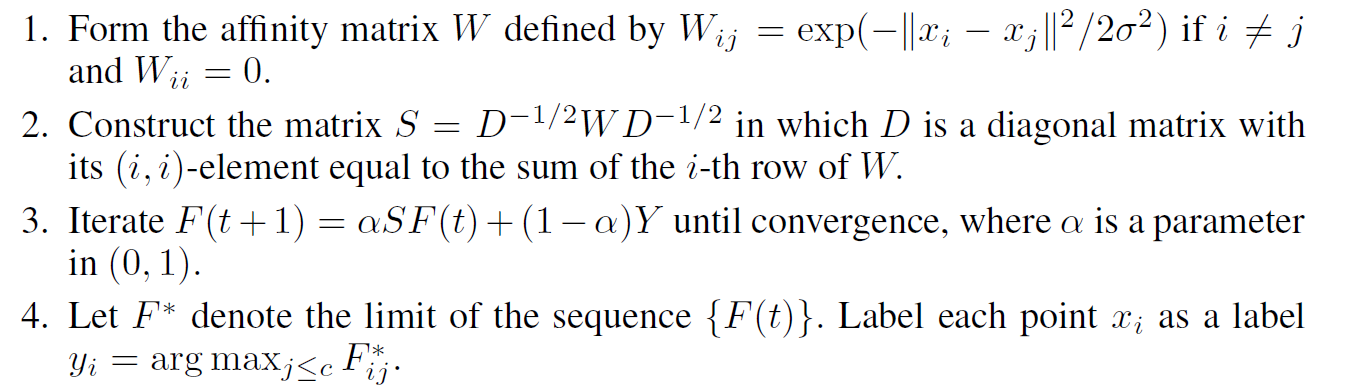 1. Form the affinity matrix W defined by W_{ij} = exp(−‖x_i − x_j‖²/2σ²) if i ≠ j
and W_{ii} = 0.
2. Construct the matrix S = D^{−1/2}WD^{−1/2} in which D is a diagonal matrix with
its (i, i)-element equal to the sum of the i-th row of W.
3. Iterate F(t + 1) = αSF(t) + (1 − α)Y until convergence, where α is a parameter
in (0, 1).
4. Let F* denote the limit of the sequence {F(t)}. Label each point x_i as a label
y_i = arg max_{j≤c} F*_{ij}.